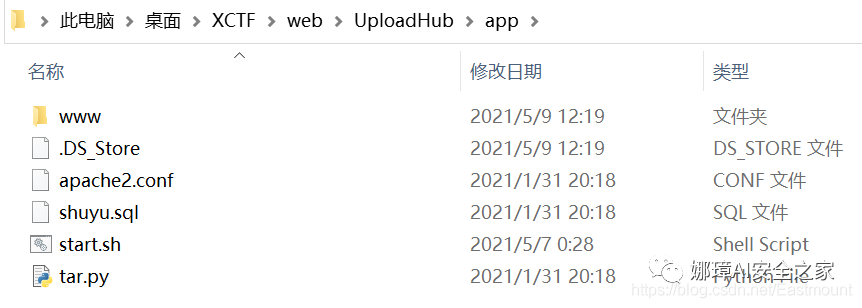 此电脑 > 桌面 > XCTF > web > UploadHub > app >
名称 修改日期 类型
www 2021/5/9 12:19 文件夹
.DS_Store 2021/5/9 12:19 DS_STORE 文件
apache2.conf 2021/1/31 20:18 CONF 文件
shuyu.sql 2021/1/31 20:18 SQL 文件
start.sh 2021/5/7 0:28 Shell Script
tar.py 2021/1/31 20:18 Python File
娜璋AI安全之家
https://blog.csdn.net/Eastmount